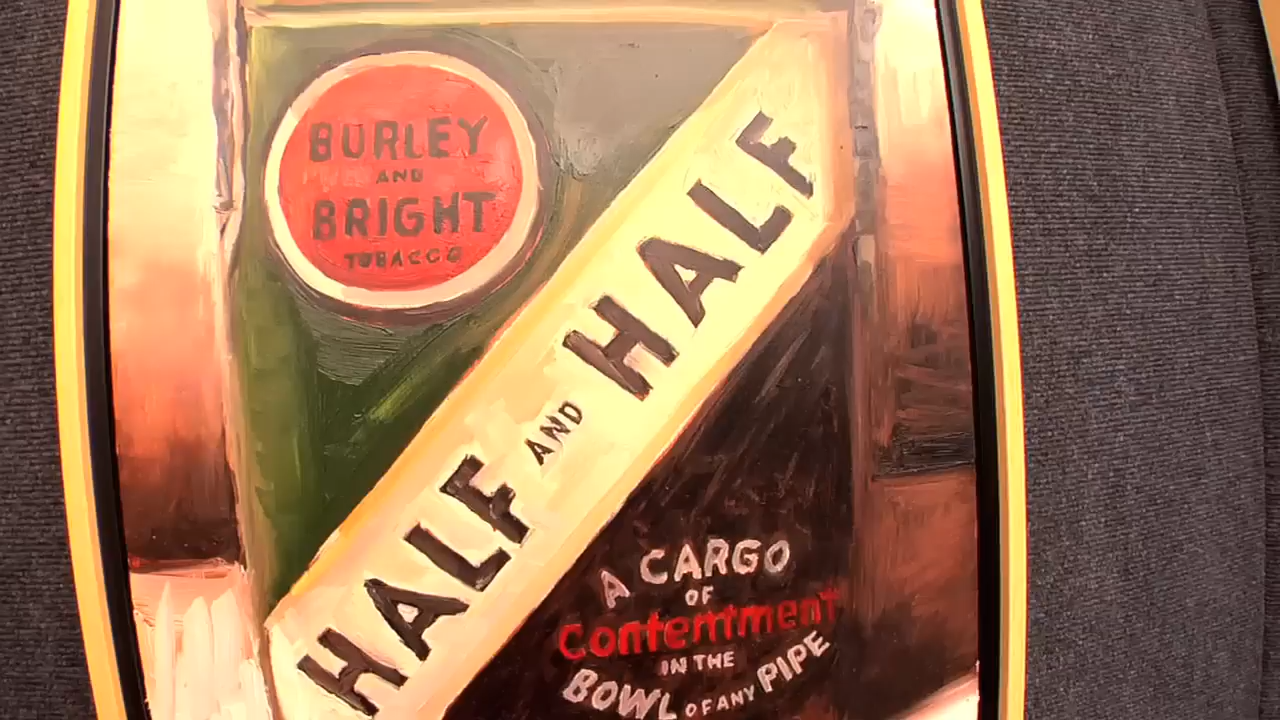 BURLEY
AND
BRIGHT
TOBACCO
HALF AND HALF
A CARGO
OF
Contentment
IN THE
BOWL OF ANY PIPE